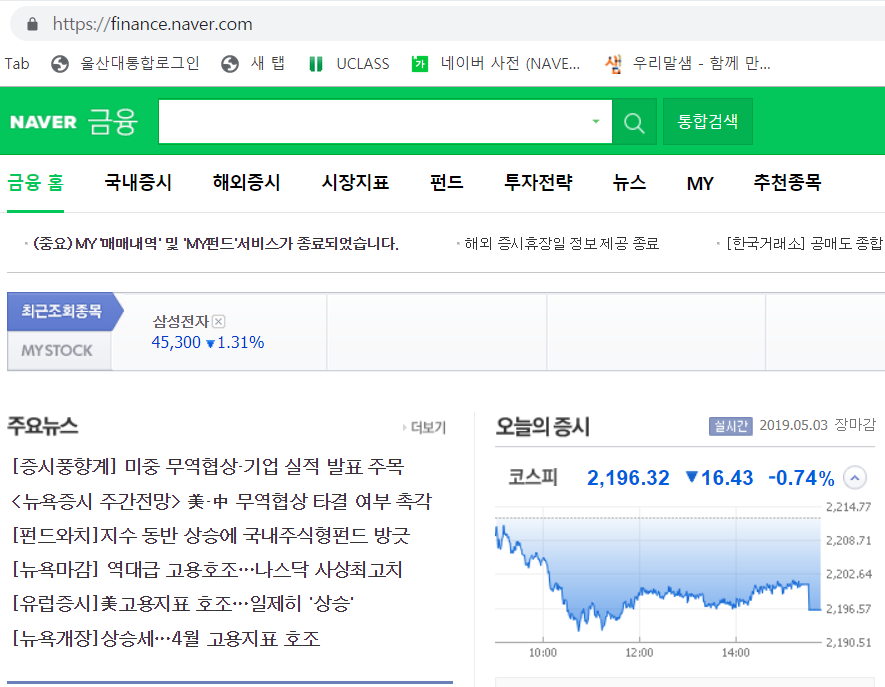 https://finance.naver.com
Tab 울산대통합로그인 새 탭 UCLASS 네이버 사전 (NAVE... 우리말샘 - 함께 만...
NAVER 금융 통합검색
금융 홈 국내증시 해외증시 시장지표 펀드 투자전략 뉴스 MY 추천종목
· (중요) MY '매매내역' 및 'MY펀드'서비스가 종료되었습니다. · 해외 증시휴장일 정보 제공 종료 · [한국거래소] 공매도 종합
최근조회종목
MY STOCK
삼성전자
45,300 ▼1.31%
주요뉴스 더보기
[증시풍향계] 미중 무역협상·기업 실적 발표 주목
<뉴욕증시 주간전망> 美·中 무역협상 타결 여부 촉각
[펀드와치]지수 동반 상승에 국내주식형펀드 방긋
[뉴욕마감] 역대급 고용호조…나스닥 사상최고치
[유럽증시]美고용지표 호조…일제히 '상승'
[뉴욕개장]상승세…4월 고용지표 호조
오늘의 증시 실시간 2019.05.03 장마감
코스피 2,196.32 ▼16.43 -0.74%
2,214.77
2,208.71
2,202.64
2,196.57
2,190.51
10:00 12:00 14:00